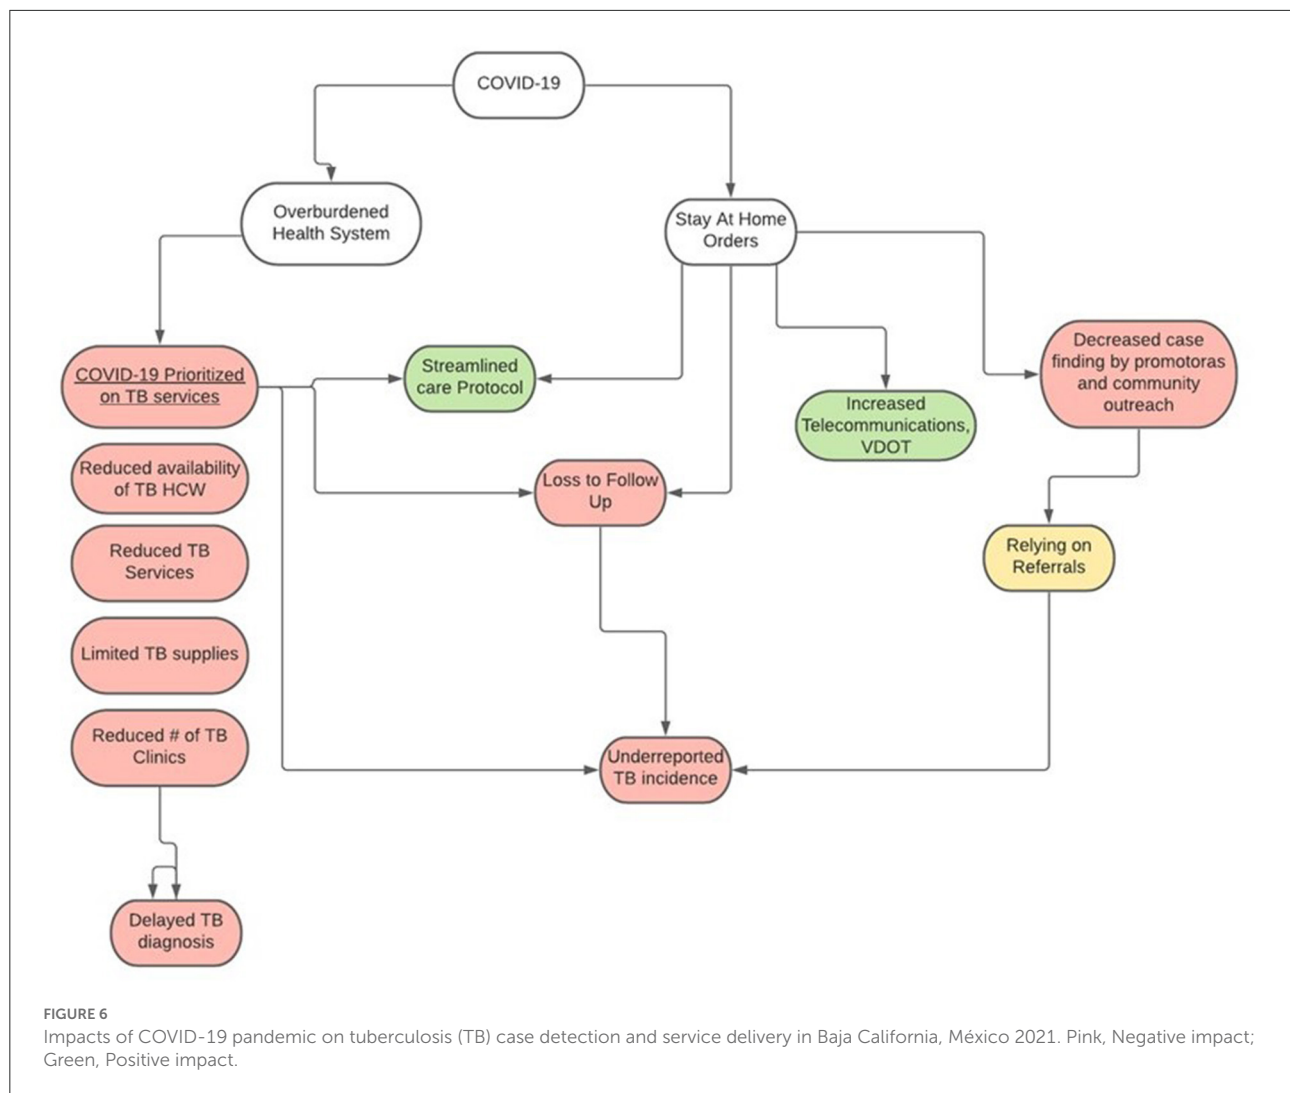 COVID-19
Overburdened
Health System
Stay At Home
Orders
COVID-19 Prioritized
on TB services
Streamlined
care Protocol
Increased
Telecommunications,
VDOT
Decreased case
finding by promotoras
and community
outreach
Reduced availability
of TB HCW
Loss to Follow
Up
Reduced TB
Services
Relying on
Referrals
Limited TB supplies
Reduced # of TB
Clinics
Underreported
TB incidence
Delayed TB
diagnosis
FIGURE 6
Impacts of COVID-19 pandemic on tuberculosis (TB) case detection and service delivery in Baja California, México 2021. Pink, Negative impact;
Green, Positive impact.